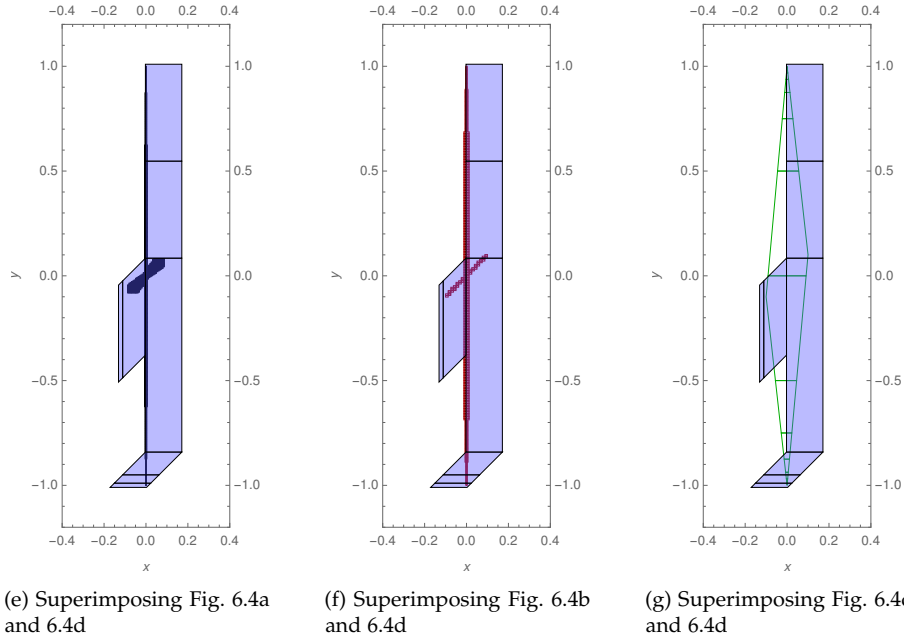 −0.4 −0.2 0.0 0.2 0.4
−0.4 −0.2 0.0 0.2 0.4
−0.4 −0.2 0.0 0.2 0.4
1.0 1.0 1.0 1.0 1.0 1.0
0.5 0.5 0.5 0.5 0.5 0.5
y y y
0.0 0.0 0.0 0.0 0.0 0.0
−0.5 −0.5 −0.5 −0.5 −0.5 −0.5
−1.0 −1.0 −1.0 −1.0 −1.0 −1.0
−0.4 −0.2 0.0 0.2 0.4
−0.4 −0.2 0.0 0.2 0.4
−0.4 −0.2 0.0 0.2 0.4
x x x
(e) Superimposing Fig. 6.4a
and 6.4d
(f) Superimposing Fig. 6.4b
and 6.4d
(g) Superimposing Fig.
and 6.4d